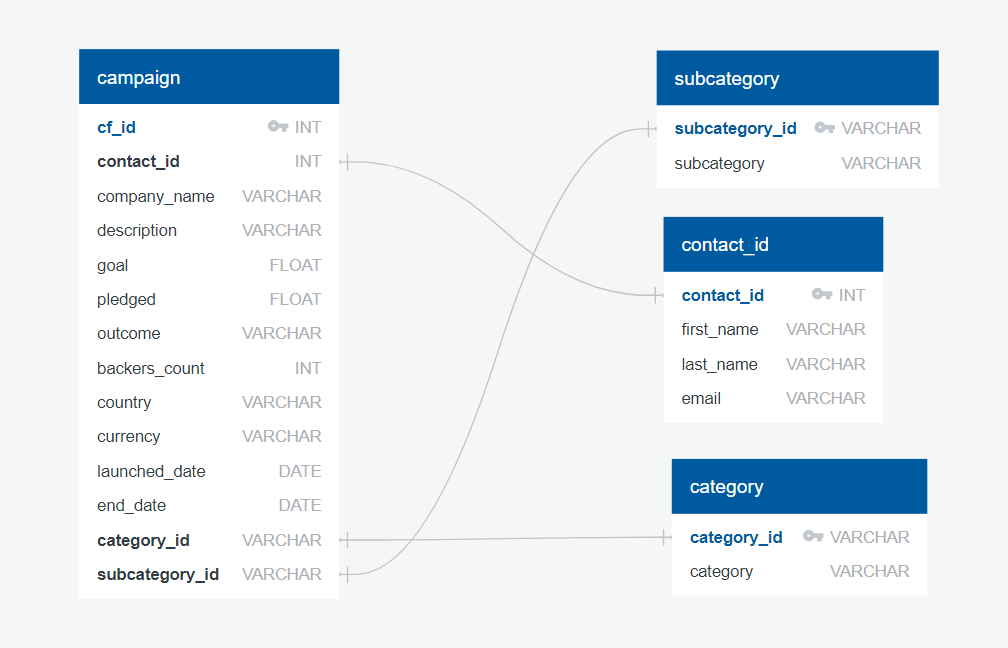 campaign
cf_id INT
contact_id INT
company_name VARCHAR
description VARCHAR
goal FLOAT
pledged FLOAT
outcome VARCHAR
backers_count INT
country VARCHAR
currency VARCHAR
launched_date DATE
end_date DATE
category_id VARCHAR
subcategory_id VARCHAR
subcategory
subcategory_id VARCHAR
subcategory VARCHAR
contact_id
contact_id INT
first_name VARCHAR
last_name VARCHAR
email VARCHAR
category
category_id VARCHAR
category VARCHAR